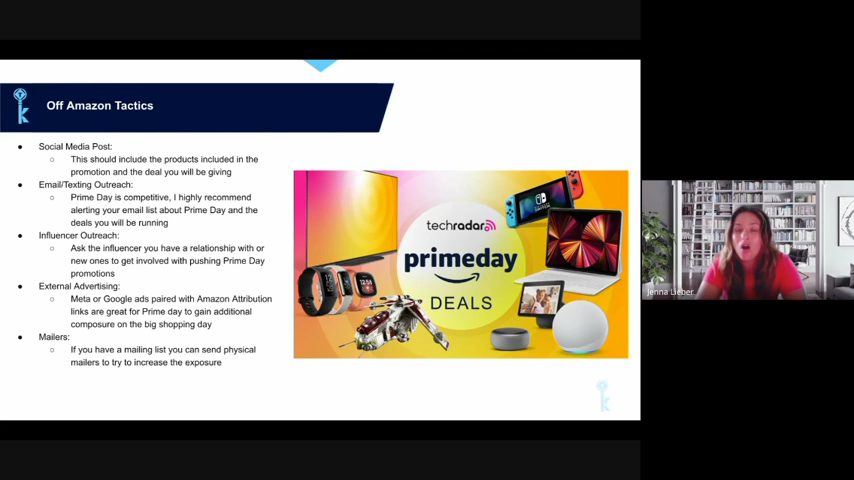 Off Amazon Tactics
● Social Media Post:
○ This should include the products included in the
promotion and the deal you will be giving
● Email/Texting Outreach:
○ Prime Day is competitive, I highly recommend
alerting your email list about Prime Day and the
deals you will be running
● Influencer Outreach:
○ Ask the influencer you have a relationship with or
new ones to get involved with pushing Prime Day
promotions
● External Advertising:
○ Meta or Google ads paired with Amazon Attribution
links are great for Prime day to gain additional
composure on the big shopping day
● Mailers:
○ If you have a mailing list you can send physical
mailers to try to increase the exposure
techradar
primeday
DEALS
Jenna Lieber